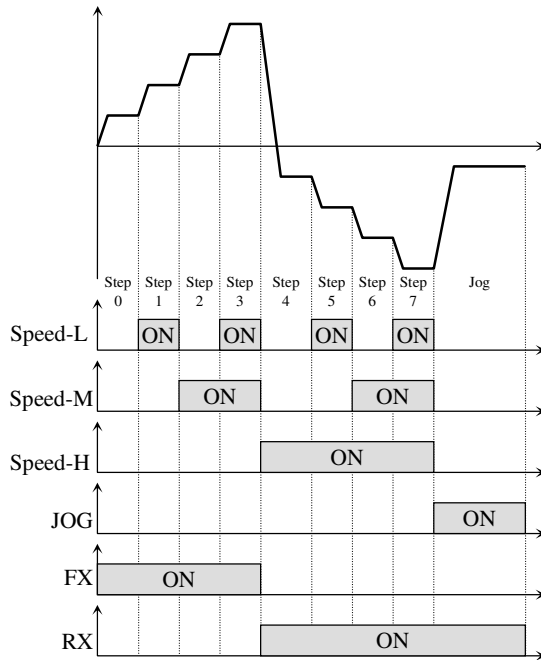 Step Step Step Step Step Step Step Step Jog
0 1 2 3 4 5 6 7
Speed-L ON ON ON ON
Speed-M ON ON
Speed-H ON
JOG ON
FX ON
RX ON